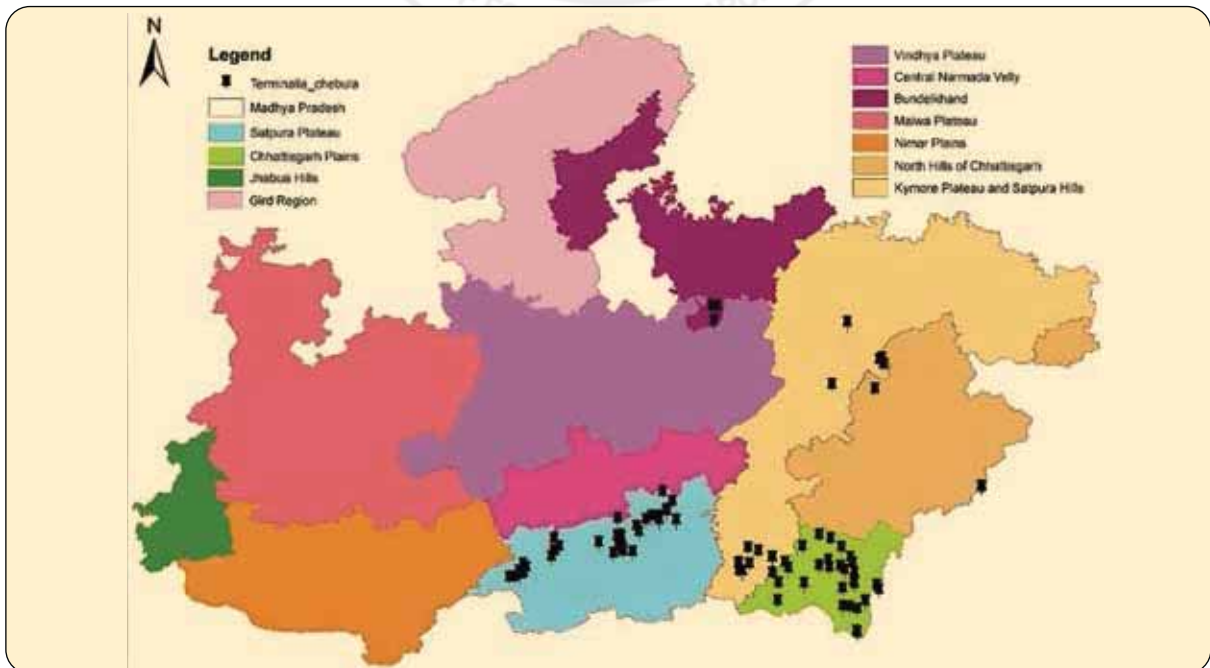 N
Legend
Terminalia_chebula
Madhya Pradesh
Satpura Plateau
Chhattisgarh Plains
Jhabua Hills
Gird Region
Vindhya Plateau
Central Narmada Velly
Bundelkhand
Malwa Plateau
Nimar Plains
North Hills of Chhattisgarh
Kymore Plateau and Satpura Hills